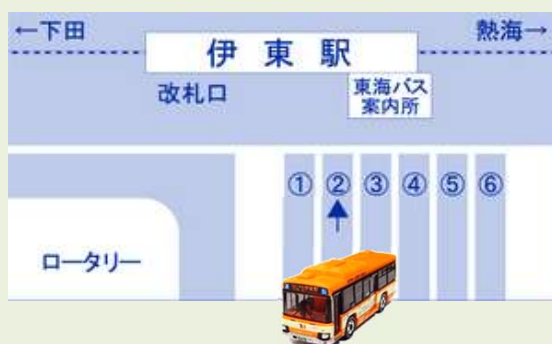 ←下田
熱海→
伊東駅
改札口
東海バス
案内所
① ② ③ ④ ⑤ ⑥
ロータリー